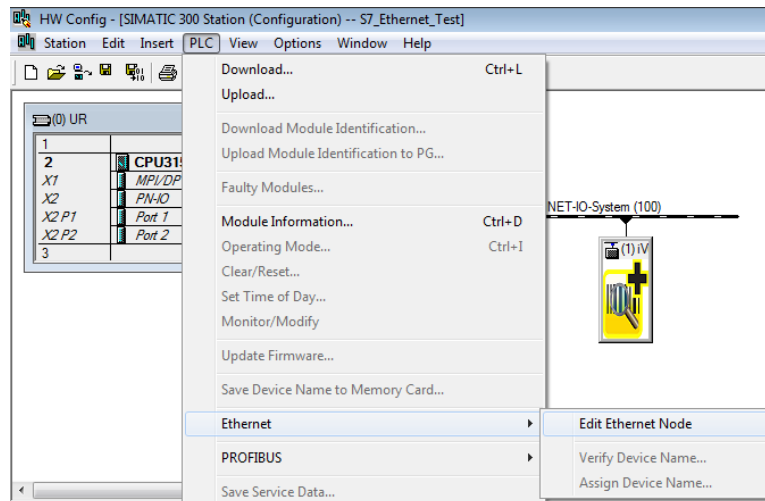 HW Config - [SIMATIC 300 Station (Configuration) -- S7_Ethernet_Test]
Station Edit Insert PLC View Options Window Help
Download... Ctrl+L
Upload...
Download Module Identification...
Upload Module Identification to PG...
Faulty Modules...
Module Information... Ctrl+D
Operating Mode... Ctrl+I
Clear/Reset...
Set Time of Day...
Monitor/Modify
Update Firmware...
Save Device Name to Memory Card...
Ethernet
PROFIBUS
Save Service Data...
Edit Ethernet Node
Verify Device Name...
Assign Device Name...
(0) UR
1
2 CPU31
X1 MPI/DP
X2 PN-IO
X2 P1 Port 1
X2 P2 Port 2
3
NET-IO-System (100)
(1) iV